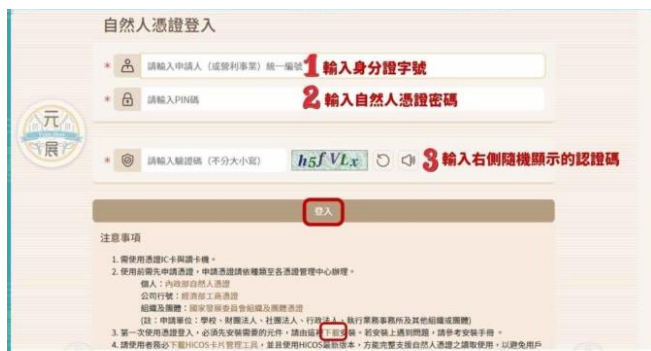 自然人憑證登入
* 請輸入申請人（或營利事業）統一編號 1 輸入身分證字號
* 請輸入PIN碼 2 輸入自然人憑證密碼
元
展
* 請輸入驗證碼（不分大小寫） h5fVLx 3 輸入右側隨機顯示的認證碼
登入
注意事項
1. 需使用憑證IC卡與讀卡機。
2. 使用前需先申請憑證，申請憑證請依種類至各憑證管理中心辦理。
個人：內政部自然人憑證
公司行號：經濟部工商憑證
組織及團體：國家發展委員會組織及團體憑證
(註：申請單位：學校、財團法人、社團法人、行政法人、執行業務事務所及其他組織或團體)
3. 第一次使用憑證登入，必須先安裝需要的元件，請由這裡下載安裝。若安裝上遇到問題，請參考安裝手冊。
4. 請使用者務必下載HiCOS卡片管理工具，並且使用HiCOS最新版本，方能完整支援自然人憑證之讀取使用，以避免用戶